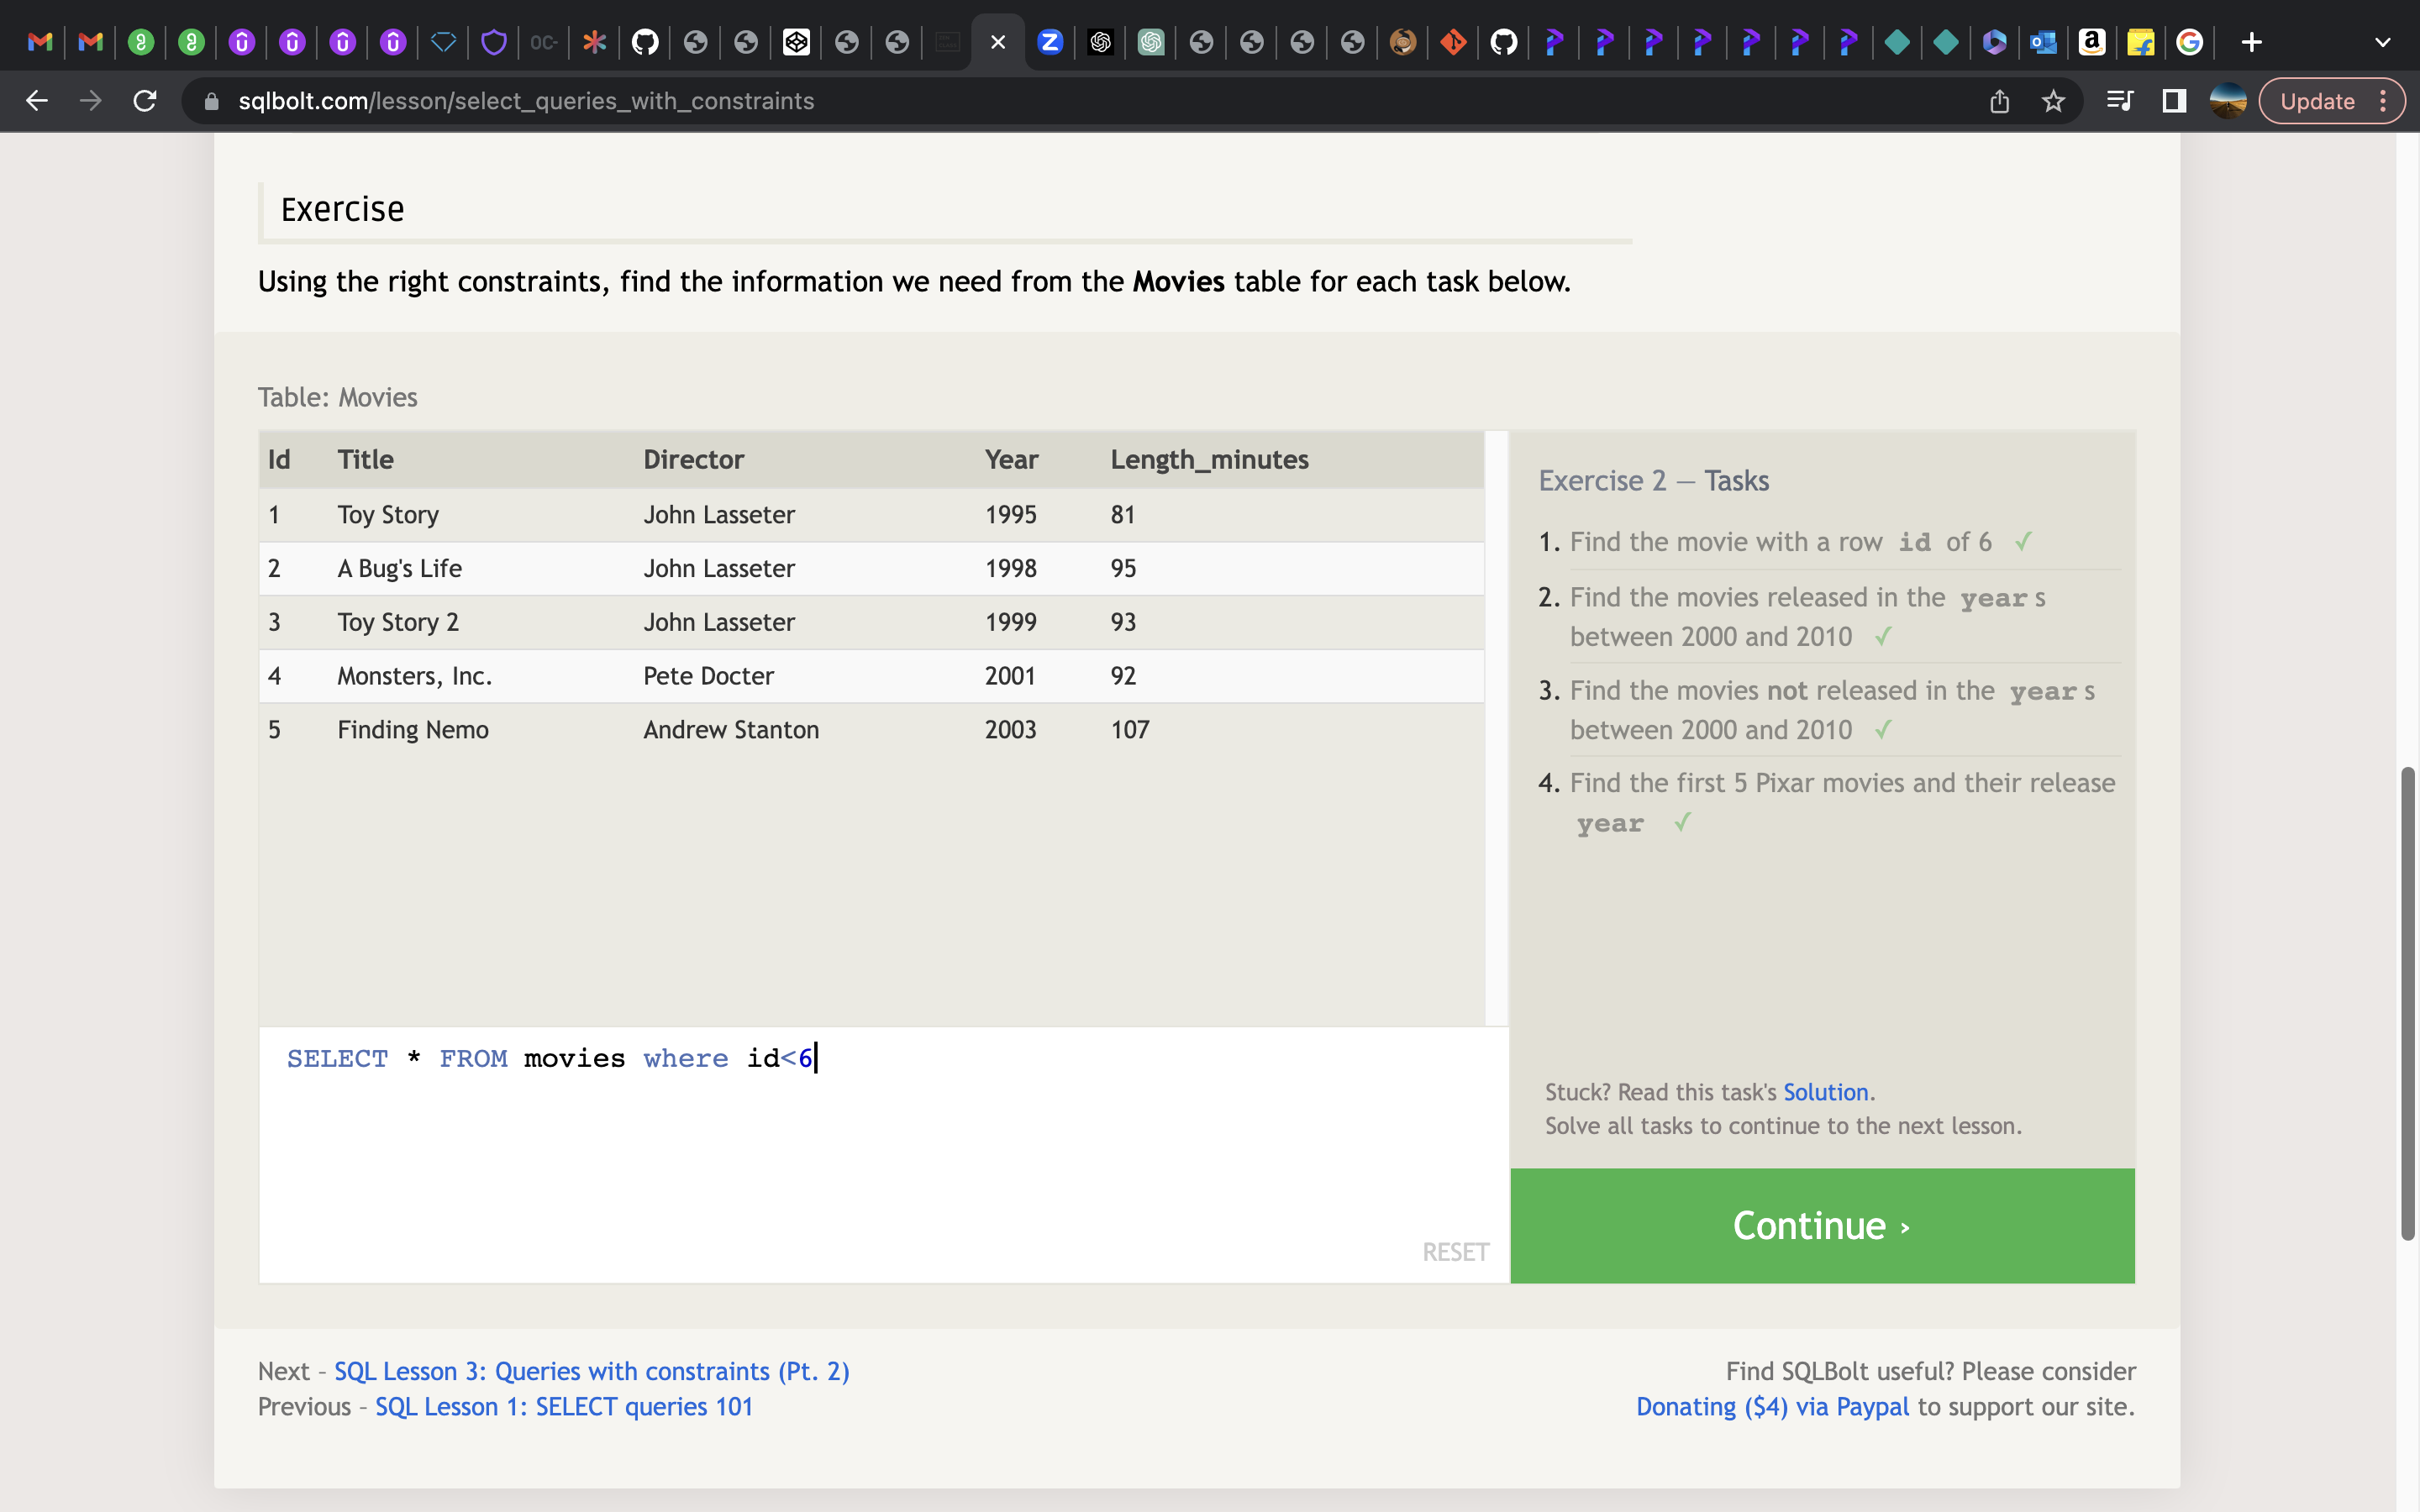 OC-
sqlbolt.com/lesson/select_queries_with_constraints
Update
Exercise
Using the right constraints, find the information we need from the Movies table for each task below.
Table: Movies
Id Title Director Year Length_minutes
1 Toy Story John Lasseter 1995 81
2 A Bug's Life John Lasseter 1998 95
3 Toy Story 2 John Lasseter 1999 93
4 Monsters, Inc. Pete Docter 2001 92
5 Finding Nemo Andrew Stanton 2003 107
SELECT * FROM movies where id<6
RESET
Exercise 2 — Tasks
1. Find the movie with a row id of 6 ✓
2. Find the movies released in the year s
between 2000 and 2010 ✓
3. Find the movies not released in the year s
between 2000 and 2010 ✓
4. Find the first 5 Pixar movies and their release
year ✓
Stuck? Read this task's Solution.
Solve all tasks to continue to the next lesson.
Continue ›
Next – SQL Lesson 3: Queries with constraints (Pt. 2)
Previous – SQL Lesson 1: SELECT queries 101
Find SQLBolt useful? Please consider
Donating ($4) via Paypal to support our site.